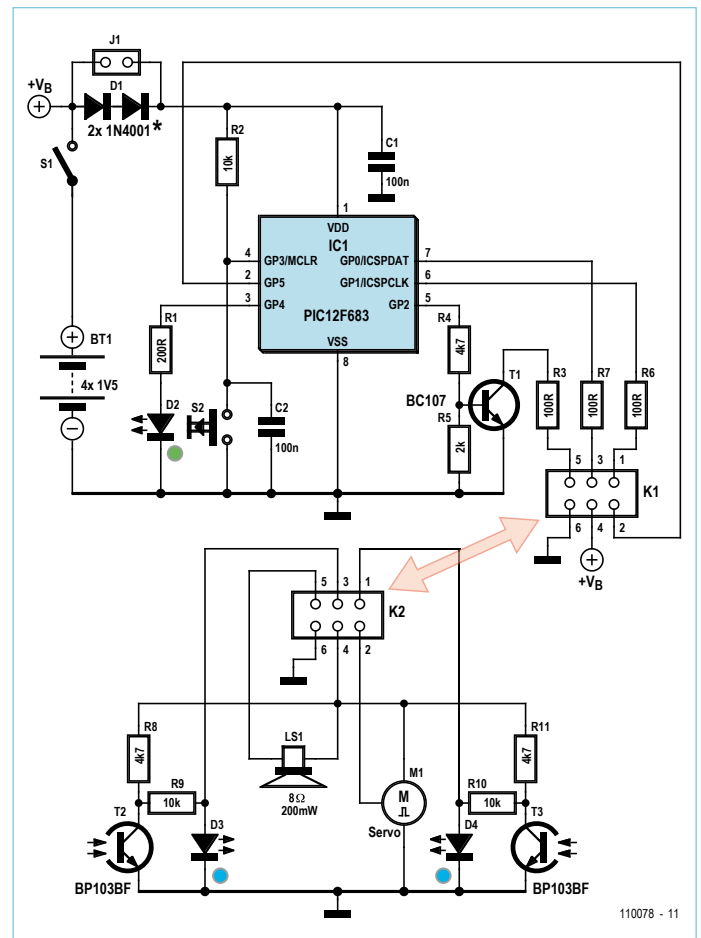 J1
+VB
D1
2x 1N4001 *
S1
R2
10k
C1
100n
1
VDD
IC1
4
GP3/MCLR
GP0/ICSPDAT
7
2
GP5
GP1/ICSPCLK
6
3
GP4
GP2
5
PIC12F683
VSS
8
R1
200R
BT1
4x 1V5
D2
S2
C2
100n
R4
4k7
T1
BC107
R5
2k
R3
100R
R7
100R
R6
100R
5
3
1
K1
6
4
2
+VB
5
3
1
K2
6
4
2
R8
4k7
R11
4k7
LS1
8Ω
200mW
M1
M
Servo
R9
10k
R10
10k
T2
D3
D4
T3
BP103BF
BP103BF
110078 - 11